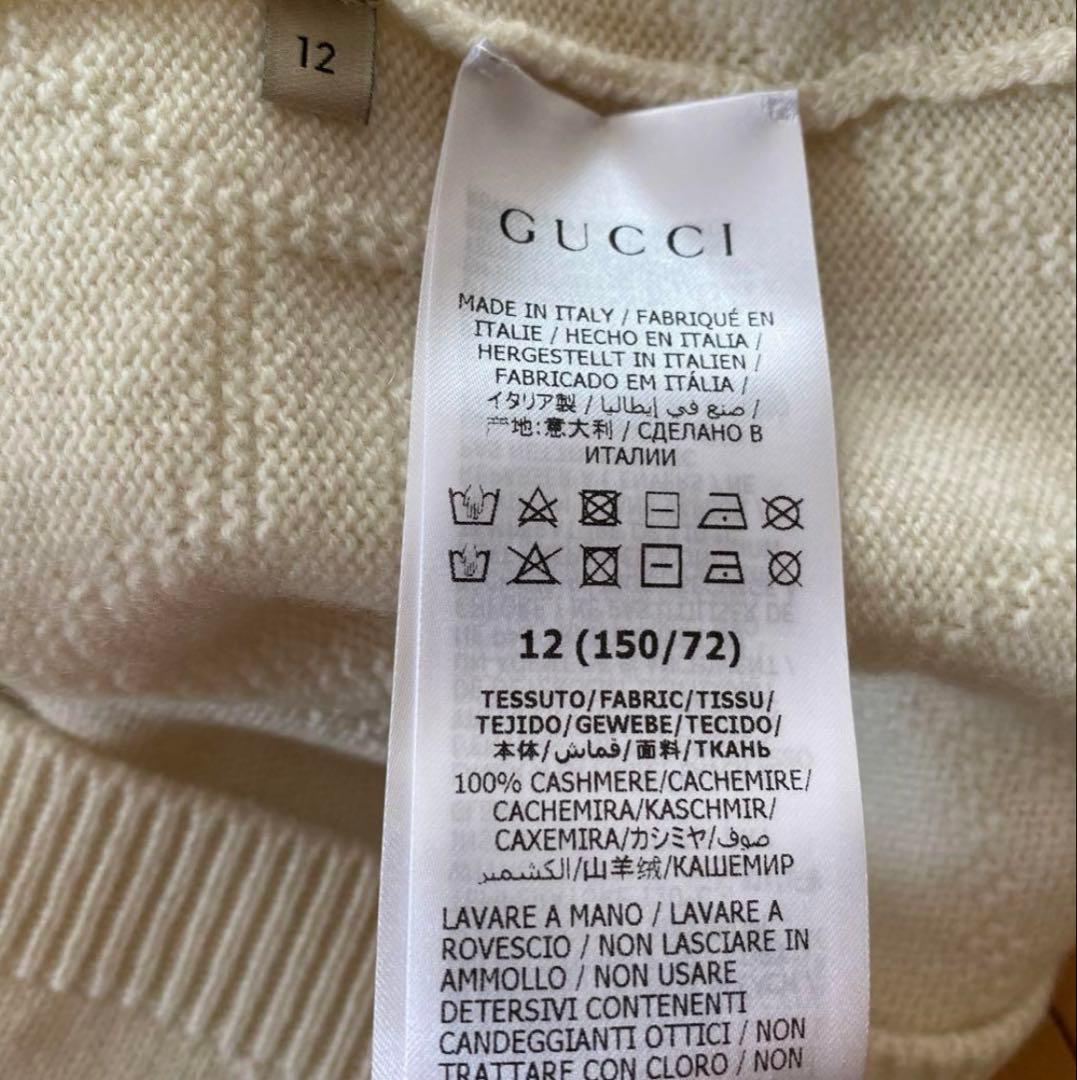 12
GUCCI
MADE IN ITALY / FABRIQUÉ EN
ITALIE / HECHO EN ITALIA /
HERGESTELLT IN ITALIEN /
FABRICADO EM ITÁLIA /
イタリア製 / صنع في إيطاليا /
产地:意大利 / СДЕЛАНО В
ИТАЛИИ
12 (150/72)
TESSUTO/FABRIC/TISSU/
TEJIDO/GEWEBE/TECIDO/
本体/قماش/面料/ТКАНЬ
100% CASHMERE/CACHEMIRE/
CACHEMIRA/KASCHMIR/
CAXEMIRA/カシミヤ/صوف
الكشمير/山羊绒/КАШЕМИР
LAVARE A MANO / LAVARE A
ROVESCIO / NON LASCIARE IN
AMMOLLO / NON USARE
DETERSIVI CONTENENTI
CANDEGGIANTI OTTICI / NON
TRATTARE CON CLORO / NON